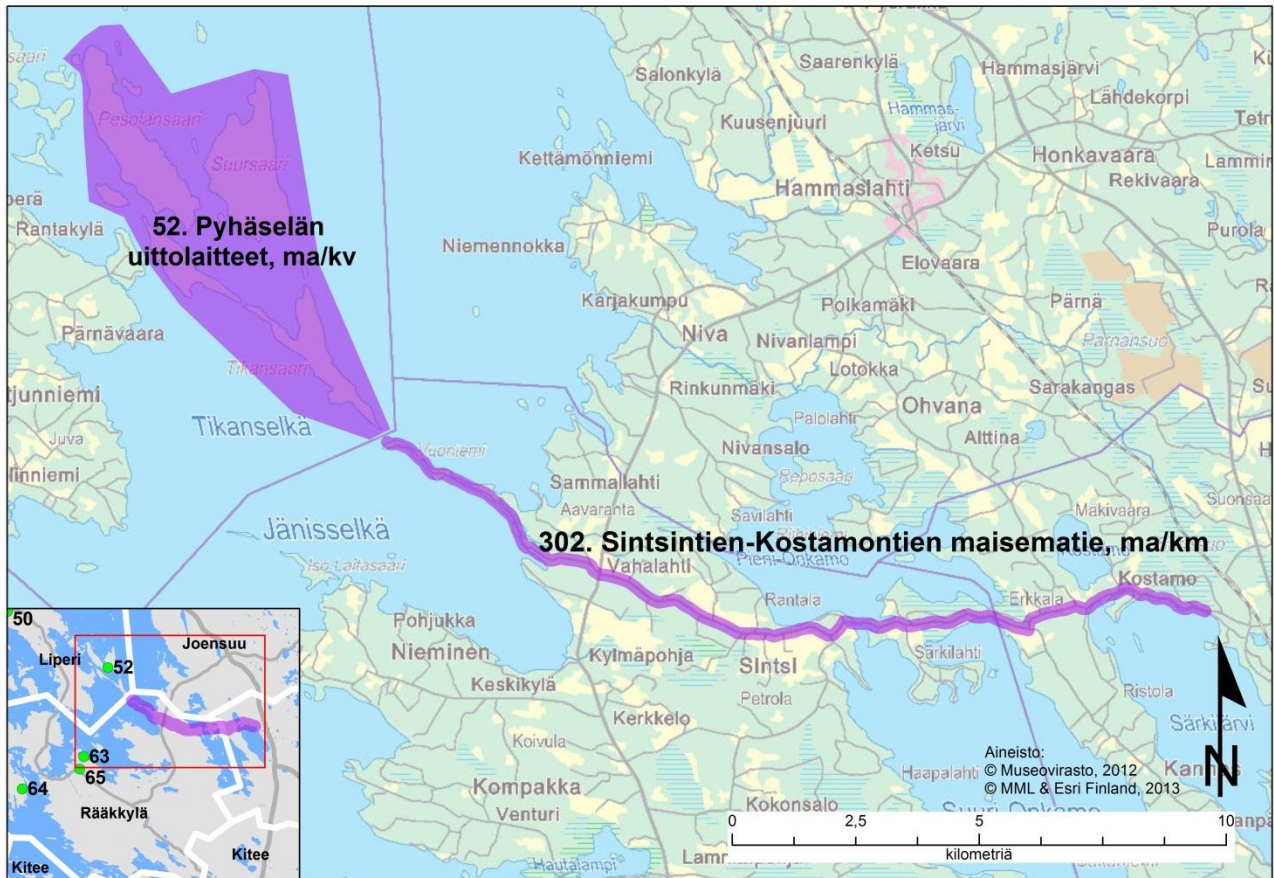 Salonkylä
Saarenkylä
Hammasjärvi
Lähdekorpi
Kuusenjuuri
Hammas-
järvi
Pesolansaari
Suursaari
Kettämönniemi
Ketsu
Honkavaara
Hammaslahti
Rekivaara
Rantakylä
52. Pyhäselän
uittolaitteet, ma/kv
Niemennokka
Purola
Elovaara
Karjakumpu
Polkamäki
Pärnä
Pärnävaara
Niva
Nivanlampi
Pärnänsuo
Tikansaari
Lotokka
Rinkunmäki
Sarakangas
Ohvana
Juva
Tikanselkä
Palolahti
Alttina
Vuoniemi
Nivansalo
Reposaari
Sammallahti
Aavaranta
Savilahti
Mäkivaara
Jänisselkä
302. Sintsintien-Kostamontien maisematie, ma/km
Iso Laitasaari
Vahalahti
Pieni-Onkamo
Kostamo
Rantala
Erkkala
Pohjukka
Nieminen
Kylmäpohja
Sintsi
Särkilahti
Keskikylä
Petrola
Ristola
Kerkkelo
Koivula
Särkijärvi
Kompakka
Venturi
Haapalahti
Kokonsalo
Suuri-Onkamo
Hautalampi
50
Liperi
Joensuu
52
63
65
64
Rääkkylä
Kitee
Kitee
N
Aineisto:
© Museovirasto, 2012
© MML & Esri Finland, 2013
0 2,5 5 10
kilometriä